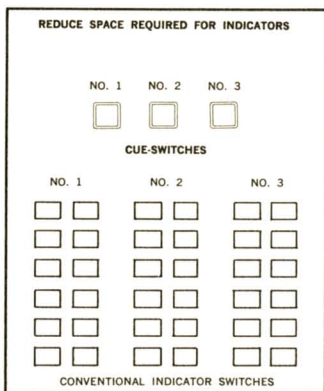 REDUCE SPACE REQUIRED FOR INDICATORS
NO. 1 NO. 2 NO. 3
CUE-SWITCHES
NO. 1 NO. 2 NO. 3
CONVENTIONAL INDICATOR SWITCHES